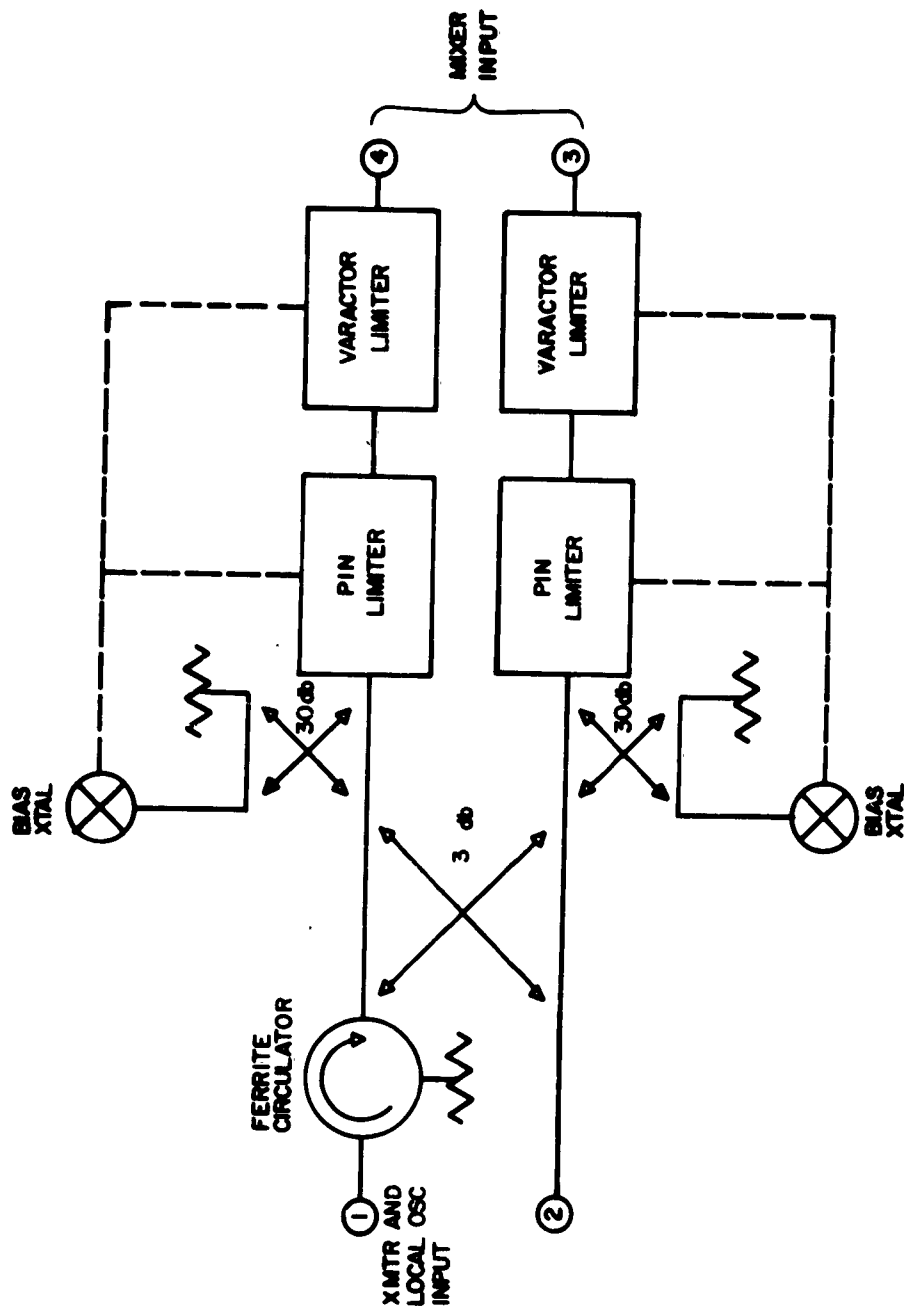 FERRITE
CIRCULATOR
1
XMTR AND
LOCAL OSC
INPUT
2
3 db
BIAS
XTAL
30db
PIN
LIMITER
VARACTOR
LIMITER
4
MIXER
INPUT
BIAS
XTAL
30db
PIN
LIMITER
VARACTOR
LIMITER
3